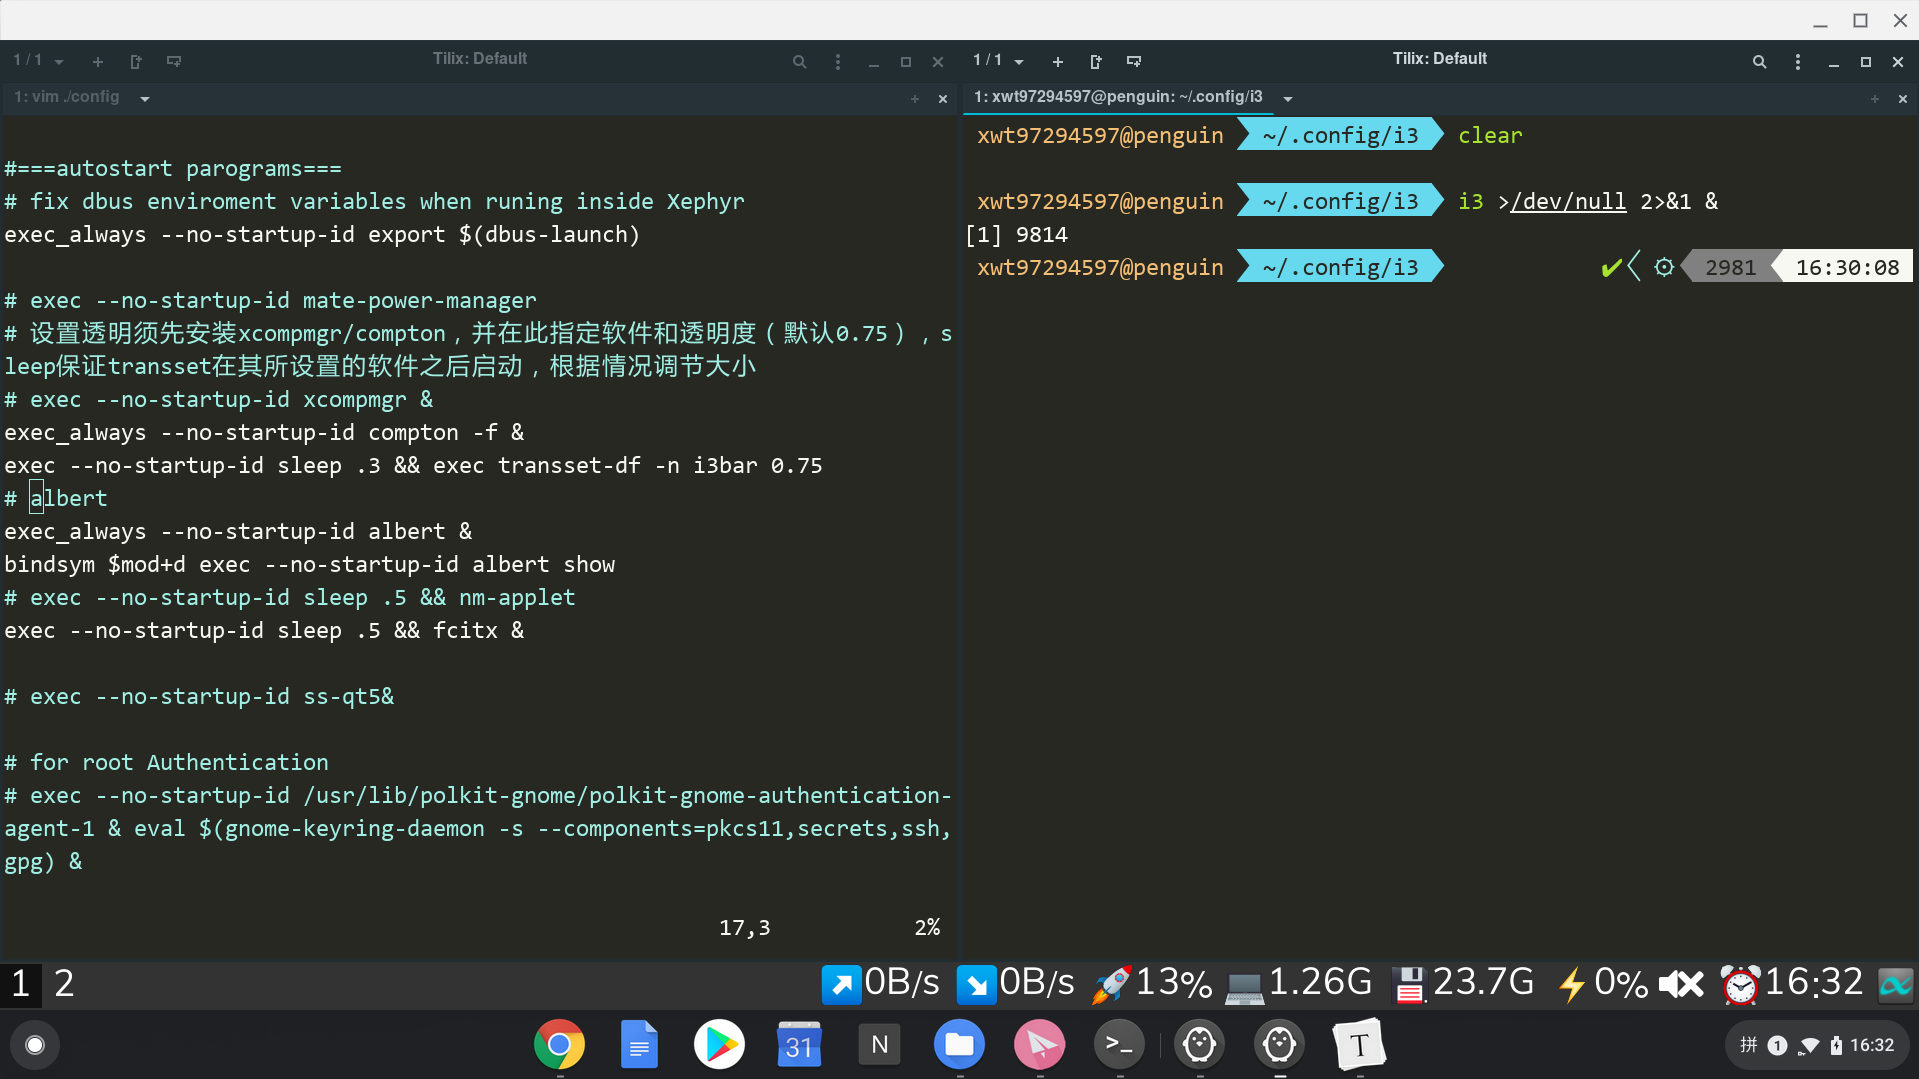 1 / 1
Tilix: Default
1: vim ./config
#===autostart parograms===
# fix dbus enviroment variables when runing inside Xephyr
exec_always --no-startup-id export $(dbus-launch)
# exec --no-startup-id mate-power-manager
# 设置透明须先安装xcompmgr/compton，并在此指定软件和透明度（默认0.75），s
leep保证transset在其所设置的软件之后启动，根据情况调节大小
# exec --no-startup-id xcompmgr &
exec_always --no-startup-id compton -f &
exec --no-startup-id sleep .3 && exec transset-df -n i3bar 0.75
# albert
exec_always --no-startup-id albert &
bindsym $mod+d exec --no-startup-id albert show
# exec --no-startup-id sleep .5 && nm-applet
exec --no-startup-id sleep .5 && fcitx &
# exec --no-startup-id ss-qt5&
# for root Authentication
# exec --no-startup-id /usr/lib/polkit-gnome/polkit-gnome-authentication-
agent-1 & eval $(gnome-keyring-daemon -s --components=pkcs11,secrets,ssh,
gpg) &
17,3 2%
1 / 1
Tilix: Default
1: xwt97294597@penguin: ~/.config/i3
xwt97294597@penguin ~/.config/i3 clear
xwt97294597@penguin ~/.config/i3 i3 >/dev/null 2>&1 &
[1] 9814
xwt97294597@penguin ~/.config/i3 ✔ 2981 16:30:08
1 2 0B/s 0B/s 13% 1.26G 23.7G 0% 16:32
31 N >_ T 拼 1 16:32